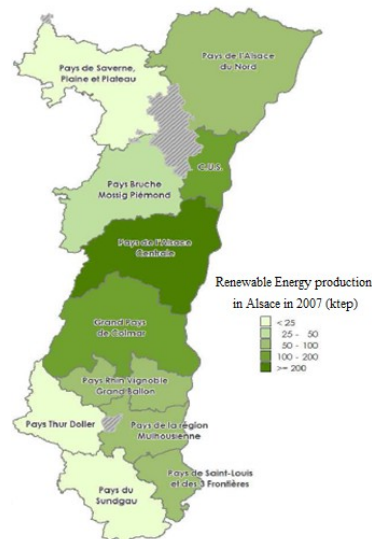 Pays de Saverne,
Plaine et Plateau
Pays de l'Alsace
du Nord
C.U.S.
Pays Bruche
Mossig Piémond
Pays de l'Alsace
Centrale
Renewable Energy production
in Alsace in 2007 (ktep)
< 25
25 - 50
50 - 100
100 - 200
>= 200
Grand Pays
de Colmar
Pays Rhin Vignoble
Grand Ballon
Pays Thur Doller
Pays de la région
Mulhousienne
Pays de Saint-Louis
et des 3 Frontières
Pays du
Sundgau